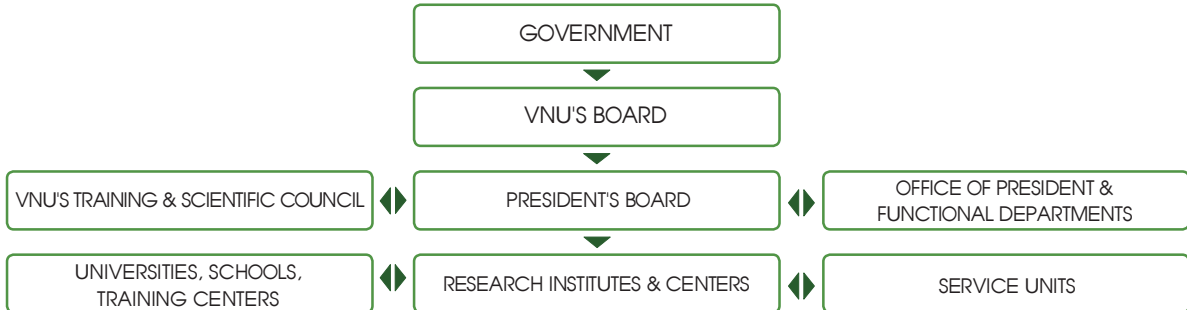 GOVERNMENT
VNU'S BOARD
VNU'S TRAINING & SCIENTIFIC COUNCIL
PRESIDENT'S BOARD
OFFICE OF PRESIDENT &
FUNCTIONAL DEPARTMENTS
UNIVERSITIES, SCHOOLS,
TRAINING CENTERS
RESEARCH INSTITUTES & CENTERS
SERVICE UNITS